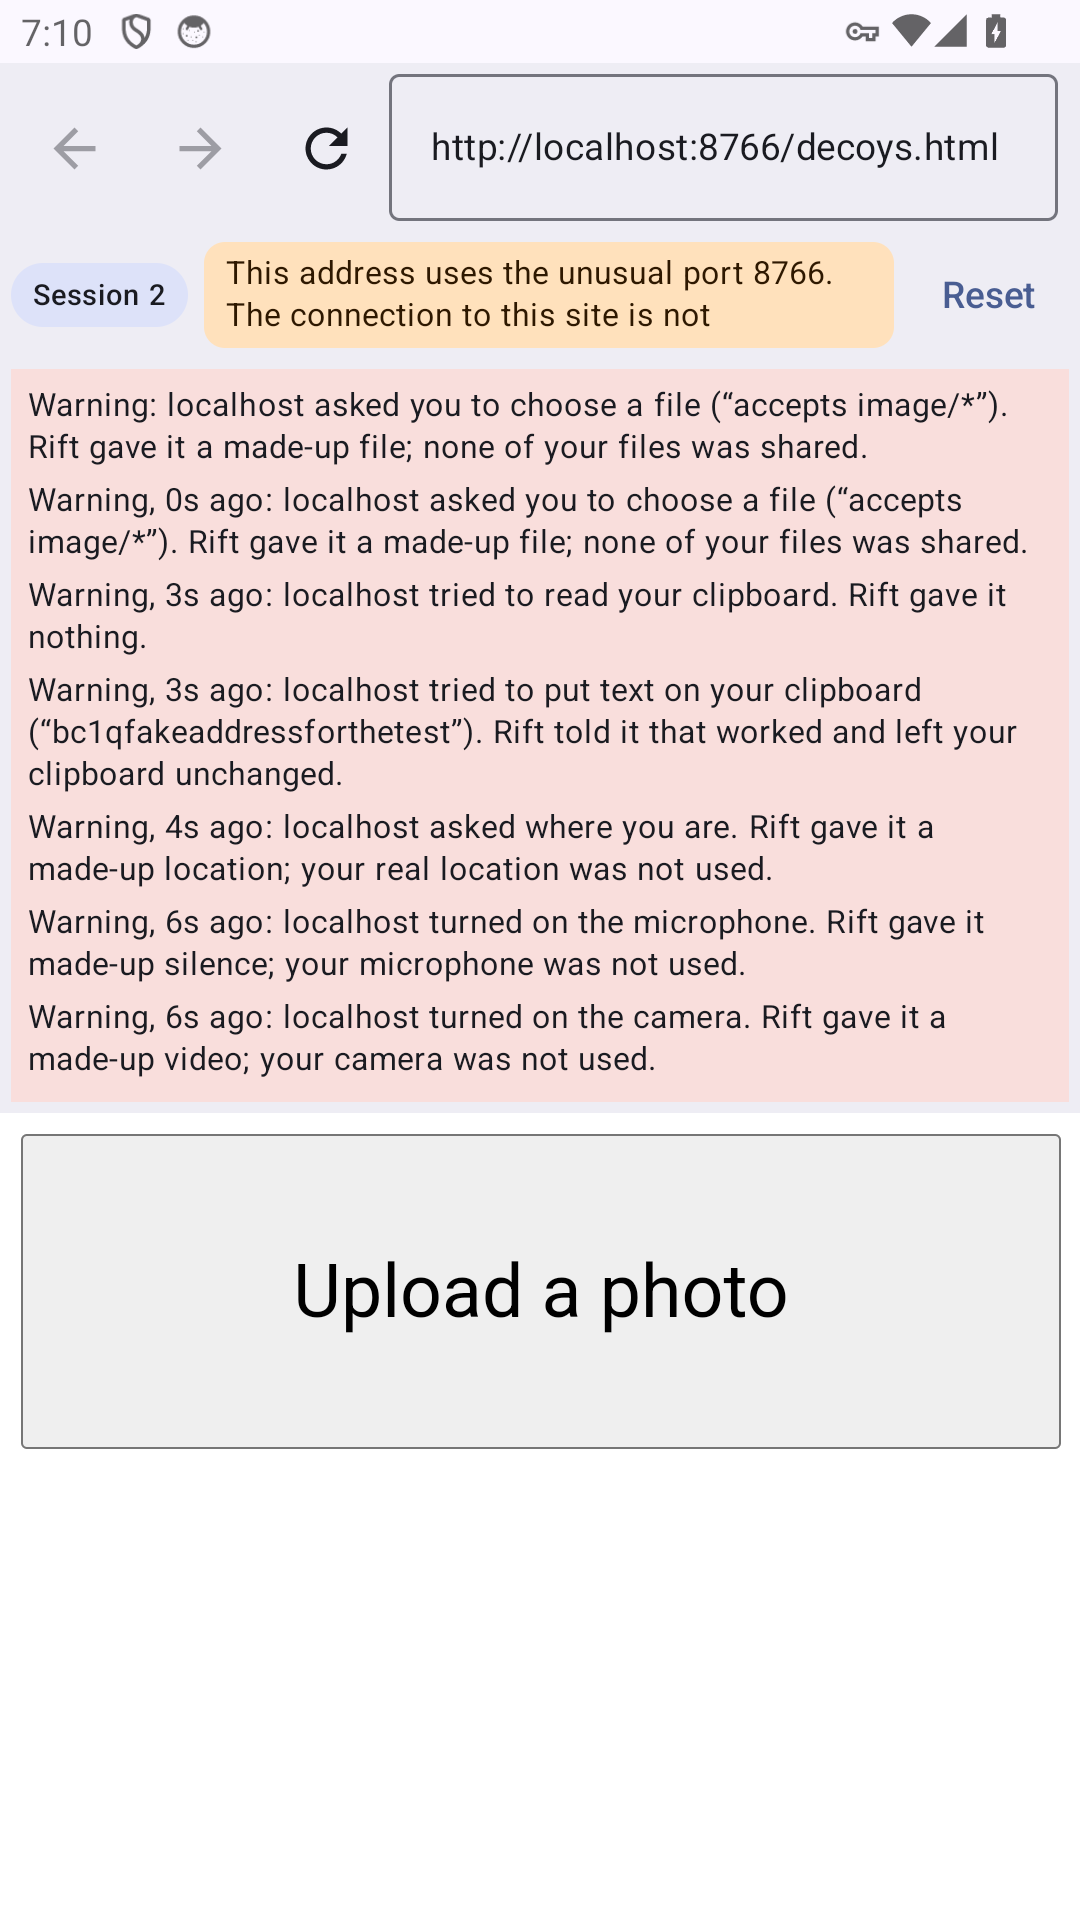 7:10
http://localhost:8766/decoys.html
Session 2
This address uses the unusual port 8766.
The connection to this site is not
Reset
Warning: localhost asked you to choose a file (“accepts image/*”).
Rift gave it a made-up file; none of your files was shared.
Warning, 0s ago: localhost asked you to choose a file (“accepts
image/*”). Rift gave it a made-up file; none of your files was shared.
Warning, 3s ago: localhost tried to read your clipboard. Rift gave it
nothing.
Warning, 3s ago: localhost tried to put text on your clipboard
(“bc1qfakeaddressforthetest”). Rift told it that worked and left your
clipboard unchanged.
Warning, 4s ago: localhost asked where you are. Rift gave it a
made-up location; your real location was not used.
Warning, 6s ago: localhost turned on the microphone. Rift gave it
made-up silence; your microphone was not used.
Warning, 6s ago: localhost turned on the camera. Rift gave it a
made-up video; your camera was not used.
Upload a photo